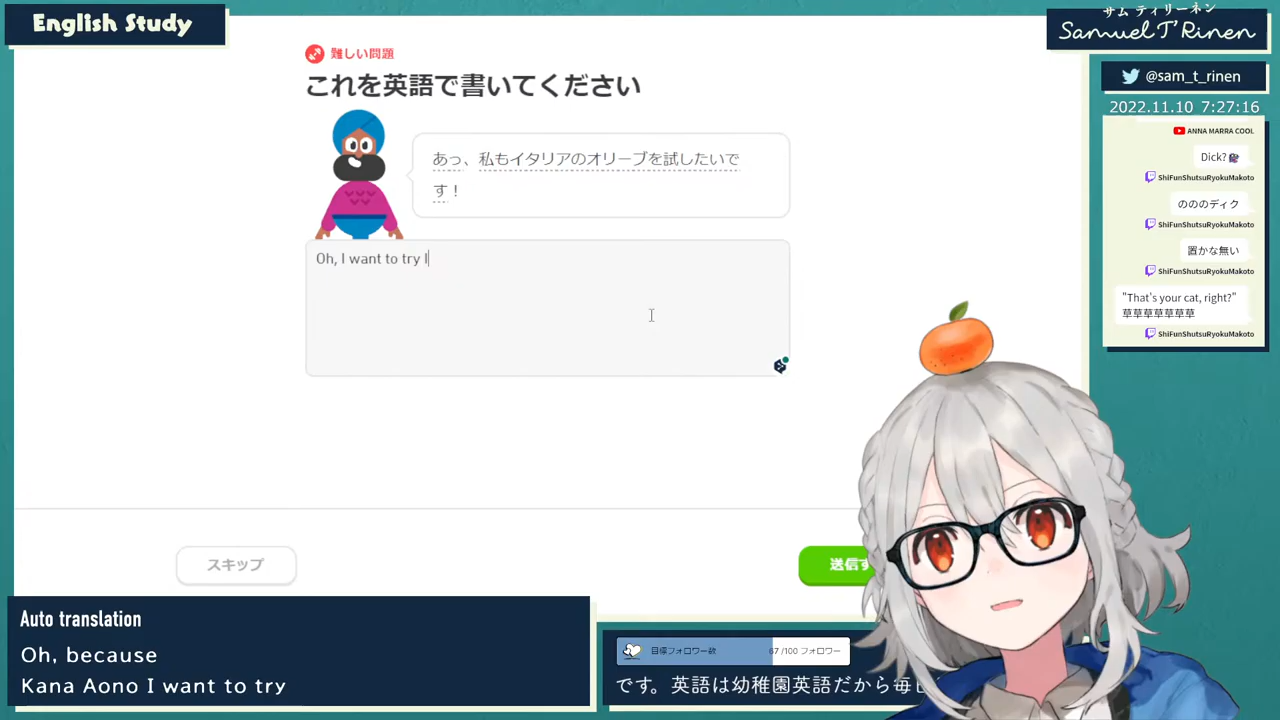 English Study
サム ティリーネン
Samuel T'Rinen
@sam_t_rinen
2022.11.10 7:27:16
難しい問題
これを英語で書いてください
あっ、私もイタリアのオリーブを試したいで
す！
Oh, I want to try I
スキップ
送信す
ANNA MARRA COOL
Dick?
ShiFunShutsuRyokuMakoto
のののディク
ShiFunShutsuRyokuMakoto
置かな無い
ShiFunShutsuRyokuMakoto
"That's your cat, right?"
草草草草草草草
ShiFunShutsuRyokuMakoto
Auto translation
Oh, because
Kana Aono I want to try
目標フォロワー数
67 /100 フォロワー
です。英語は幼稚園英語だから毎